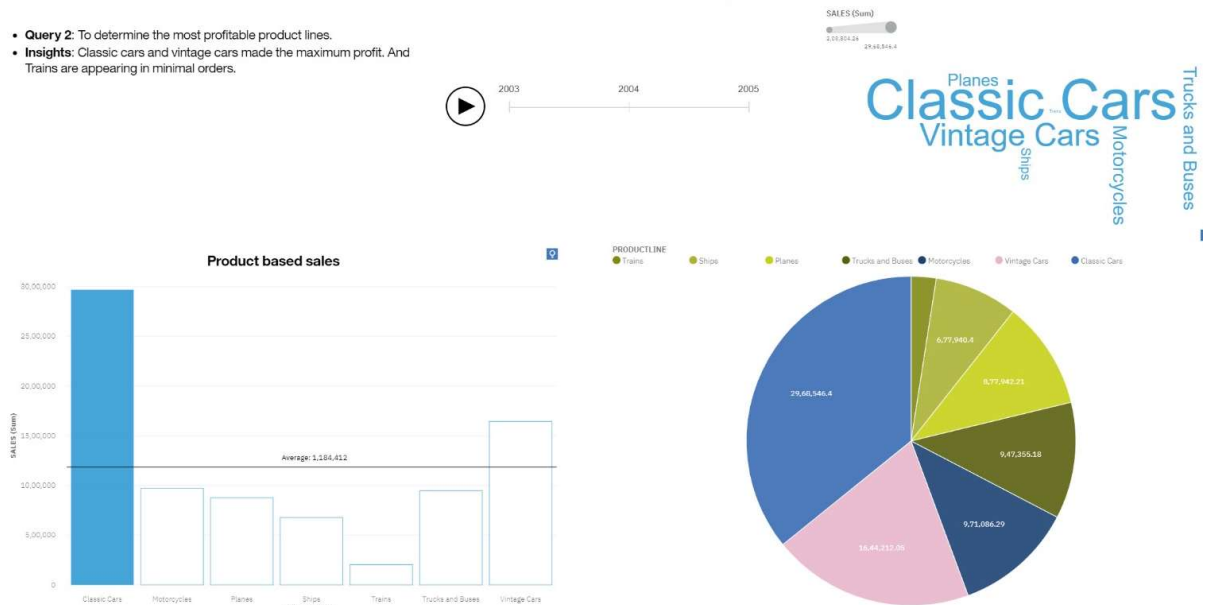 • Query 2: To determine the most profitable product lines.
• Insights: Classic cars and vintage cars made the maximum profit. And
Trains are appearing in minimal orders.
2003 2004 2005
SALES (Sum)
29,68,546.4
Planes
Classic Cars
Trains
Vintage Cars
Ships
Motorcycles
Trucks and Buses
Product based sales
SALES (Sum)
30,00,000
25,00,000
20,00,000
15,00,000
10,00,000
5,00,000
0
Average: 1,184,412
Classic Cars Motorcycles Planes Ships Trains Trucks and Buses Vintage Cars
PRODUCTLINE
Trains Ships Planes Trucks and Buses Motorcycles Vintage Cars Classic Cars
6,77,940.4
8,77,942.21
9,47,355.18
9,71,086.29
16,44,212.05
29,68,546.4